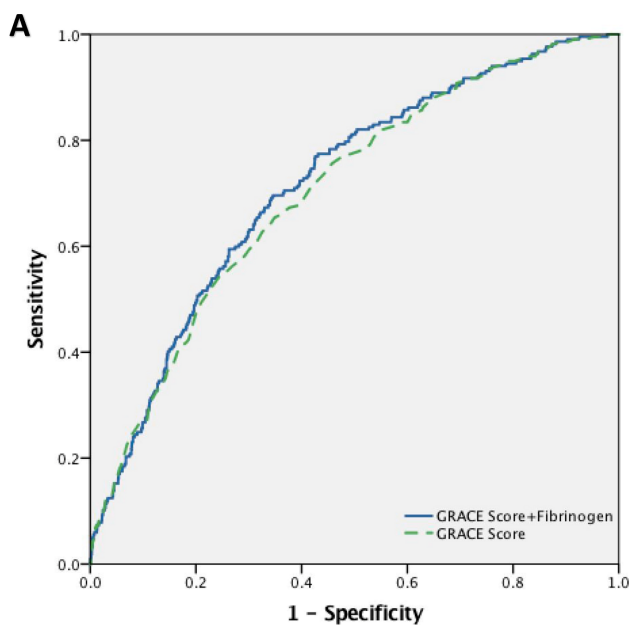 A
1.0
0.8
0.6
0.4
0.2
0.0
Sensitivity
GRACE Score+Fibrinogen
GRACE Score
0.0 0.2 0.4 0.6 0.8 1.0
1 – Specificity